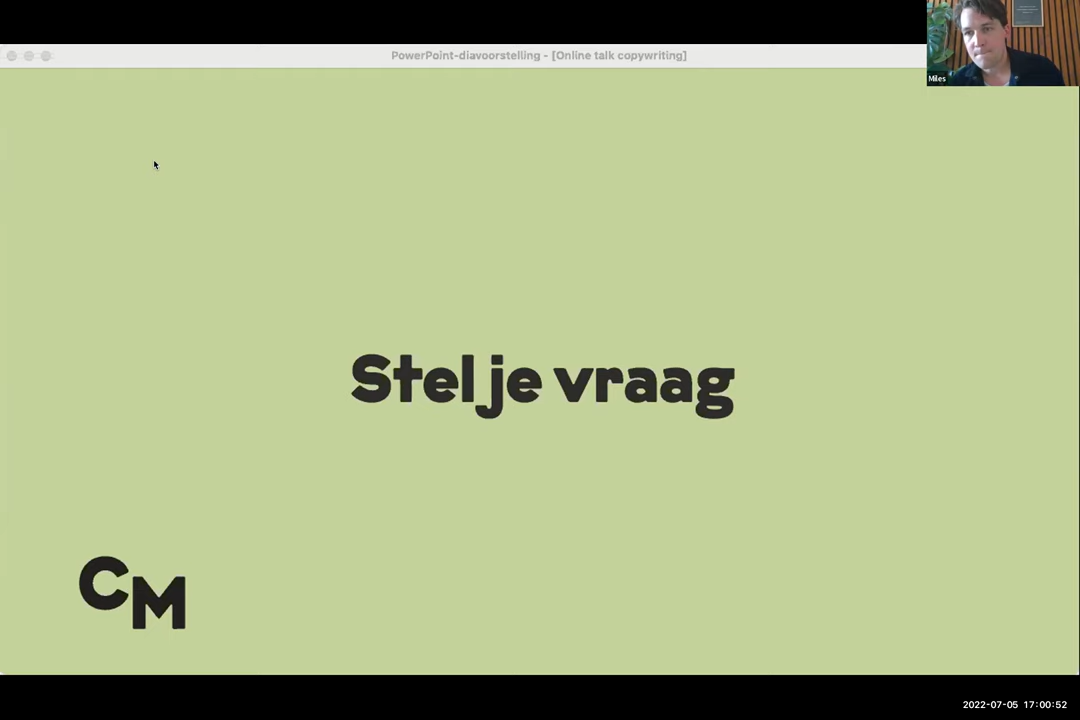 PowerPoint-diavoorstelling - [Online talk copywriting]
Miles
Stel je vraag
CM
2022-07-05 17:00:52